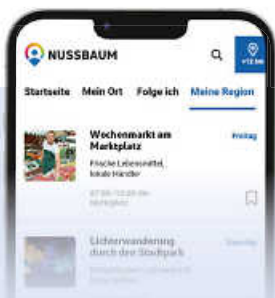 NUSSBAUM
Startseite Mein Ort Folge ich Meine Region
Wochenmarkt am Freitag
Marktplatz
Frische Lebensmittel,
lokale Händler
Marktplatz
Lichterwanderung
durch den Stadtpark